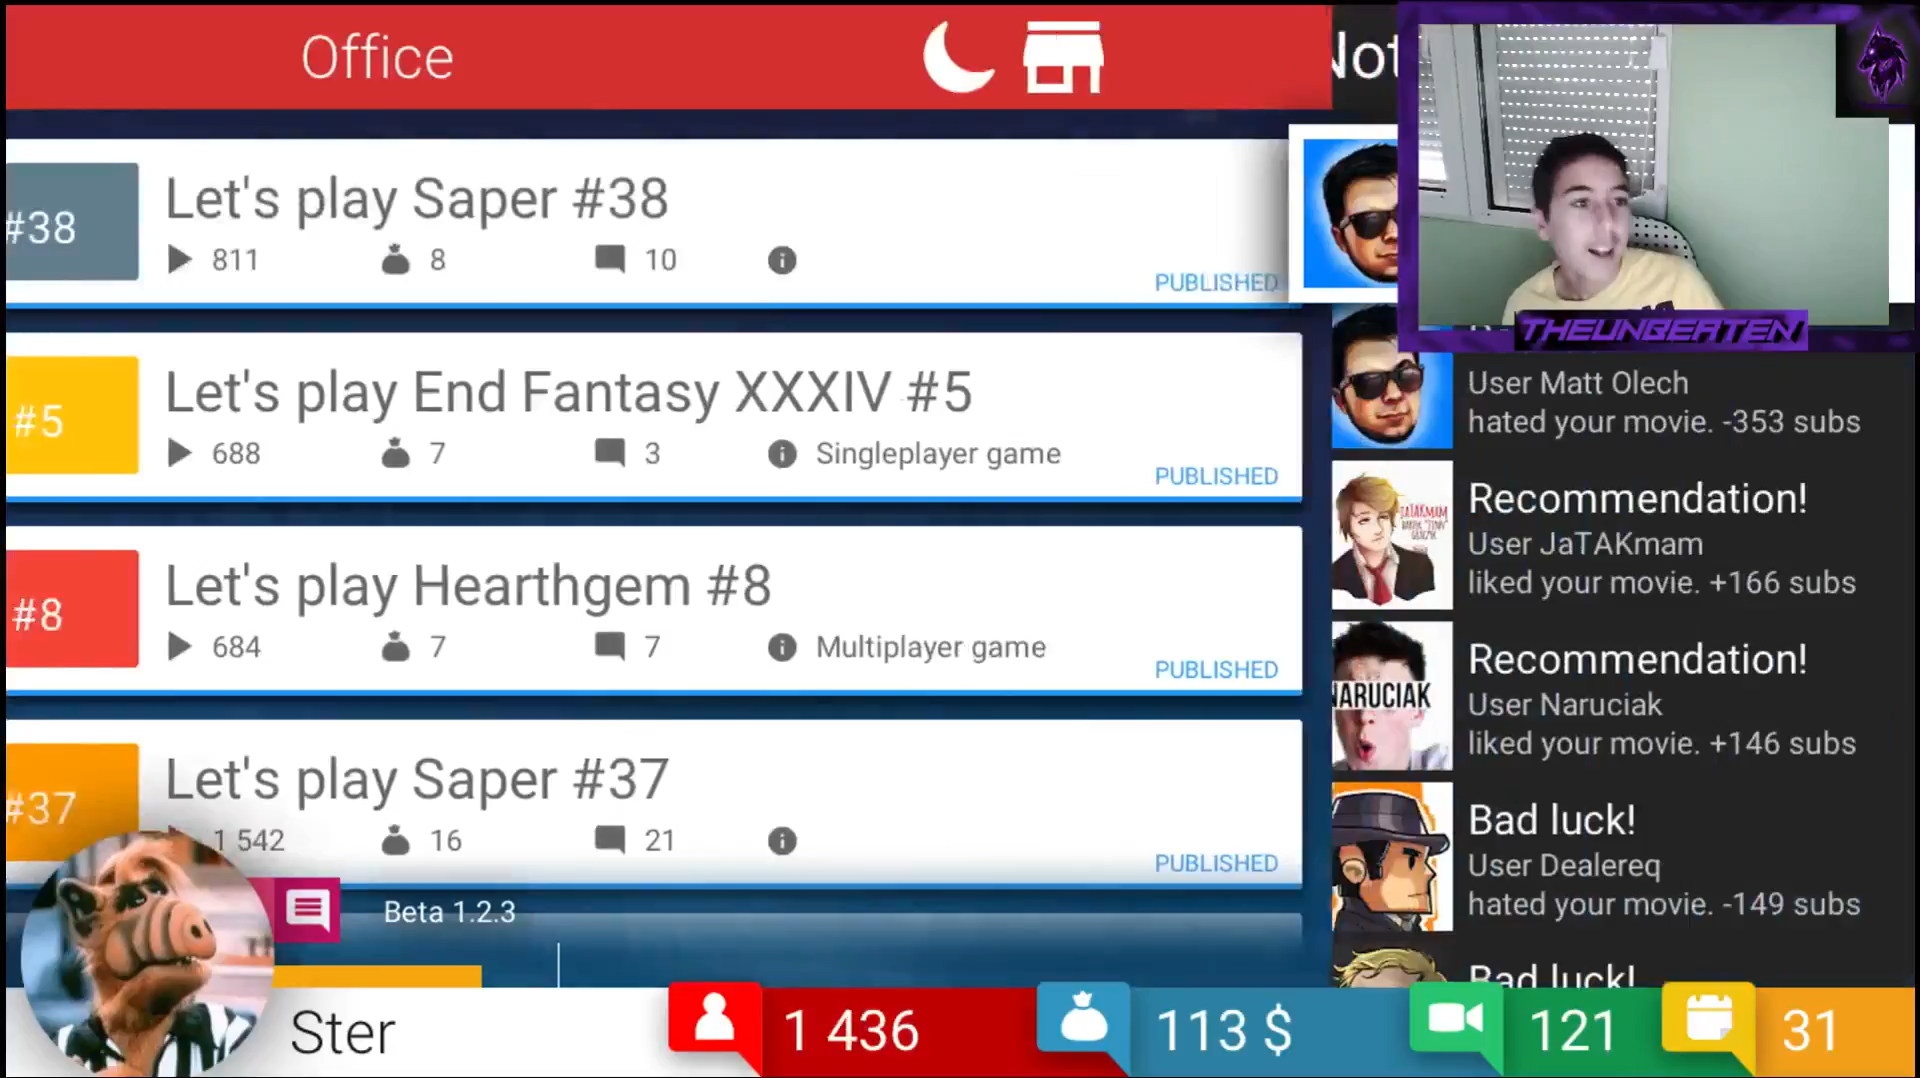 Office
Not
#38
Let's play Saper #38
811
8
10
PUBLISHED
#5
Let's play End Fantasy XXXIV #5
688
7
3
Singleplayer game
PUBLISHED
#8
Let's play Hearthgem #8
684
7
7
Multiplayer game
PUBLISHED
#37
Let's play Saper #37
1 542
16
21
PUBLISHED
Beta 1.2.3
Ster
1 436
113 $
121
31
THEUNBEATEN
User Matt Olech
hated your movie. -353 subs
JATAKMAM
Recommendation!
User JaTAKmam
liked your movie. +166 subs
NARUCIAK
Recommendation!
User Naruciak
liked your movie. +146 subs
Bad luck!
User Dealereq
hated your movie. -149 subs
Bad luck!